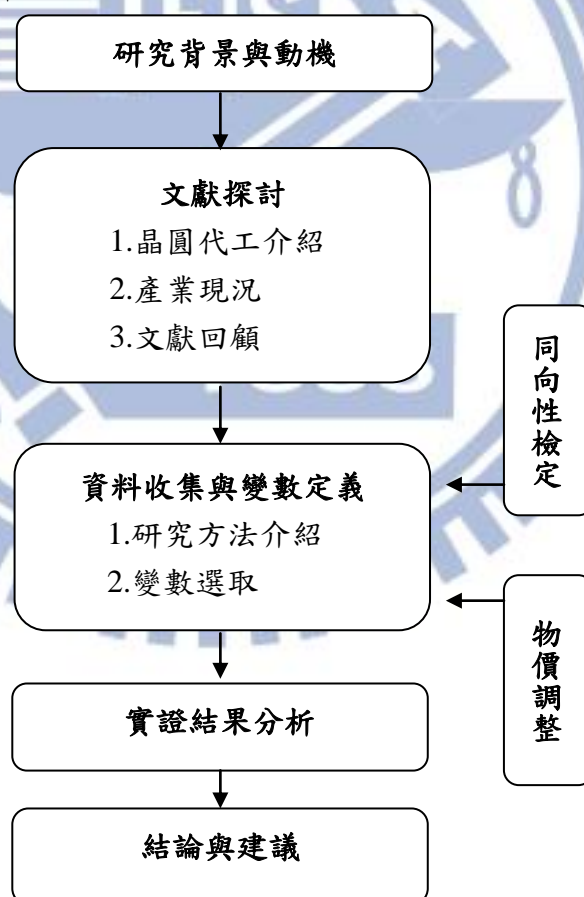 研究背景與動機
文獻探討
1.晶圓代工介紹
2.產業現況
3.文獻回顧
同向性檢定
資料收集與變數定義
1.研究方法介紹
2.變數選取
物價調整
實證結果分析
結論與建議